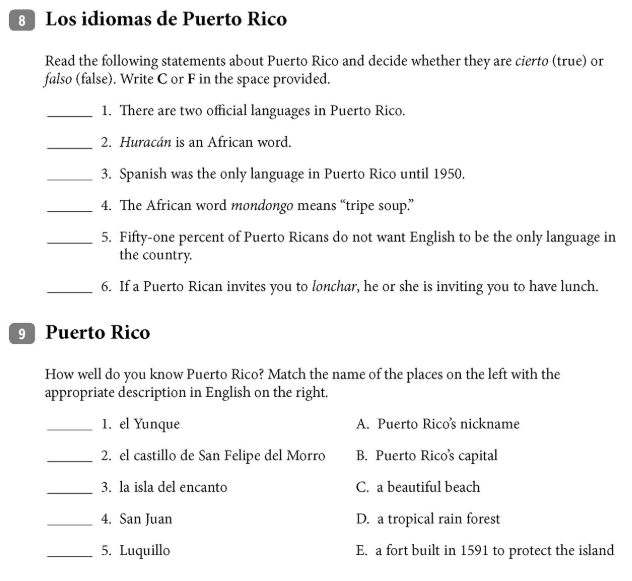 8 Los idiomas de Puerto Rico
Read the following statements about Puerto Rico and decide whether they are cierto (true) or
falso (false). Write C or F in the space provided.
______ 1. There are two official languages in Puerto Rico.
______ 2. Huracán is an African word.
______ 3. Spanish was the only language in Puerto Rico until 1950.
______ 4. The African word mondongo means “tripe soup.”
______ 5. Fifty-one percent of Puerto Ricans do not want English to be the only language in
the country.
______ 6. If a Puerto Rican invites you to lonchar, he or she is inviting you to have lunch.
9 Puerto Rico
How well do you know Puerto Rico? Match the name of the places on the left with the
appropriate description in English on the right.
______ 1. el Yunque A. Puerto Rico’s nickname
______ 2. el castillo de San Felipe del Morro B. Puerto Rico’s capital
______ 3. la isla del encanto C. a beautiful beach
______ 4. San Juan D. a tropical rain forest
______ 5. Luquillo E. a fort built in 1591 to protect the island